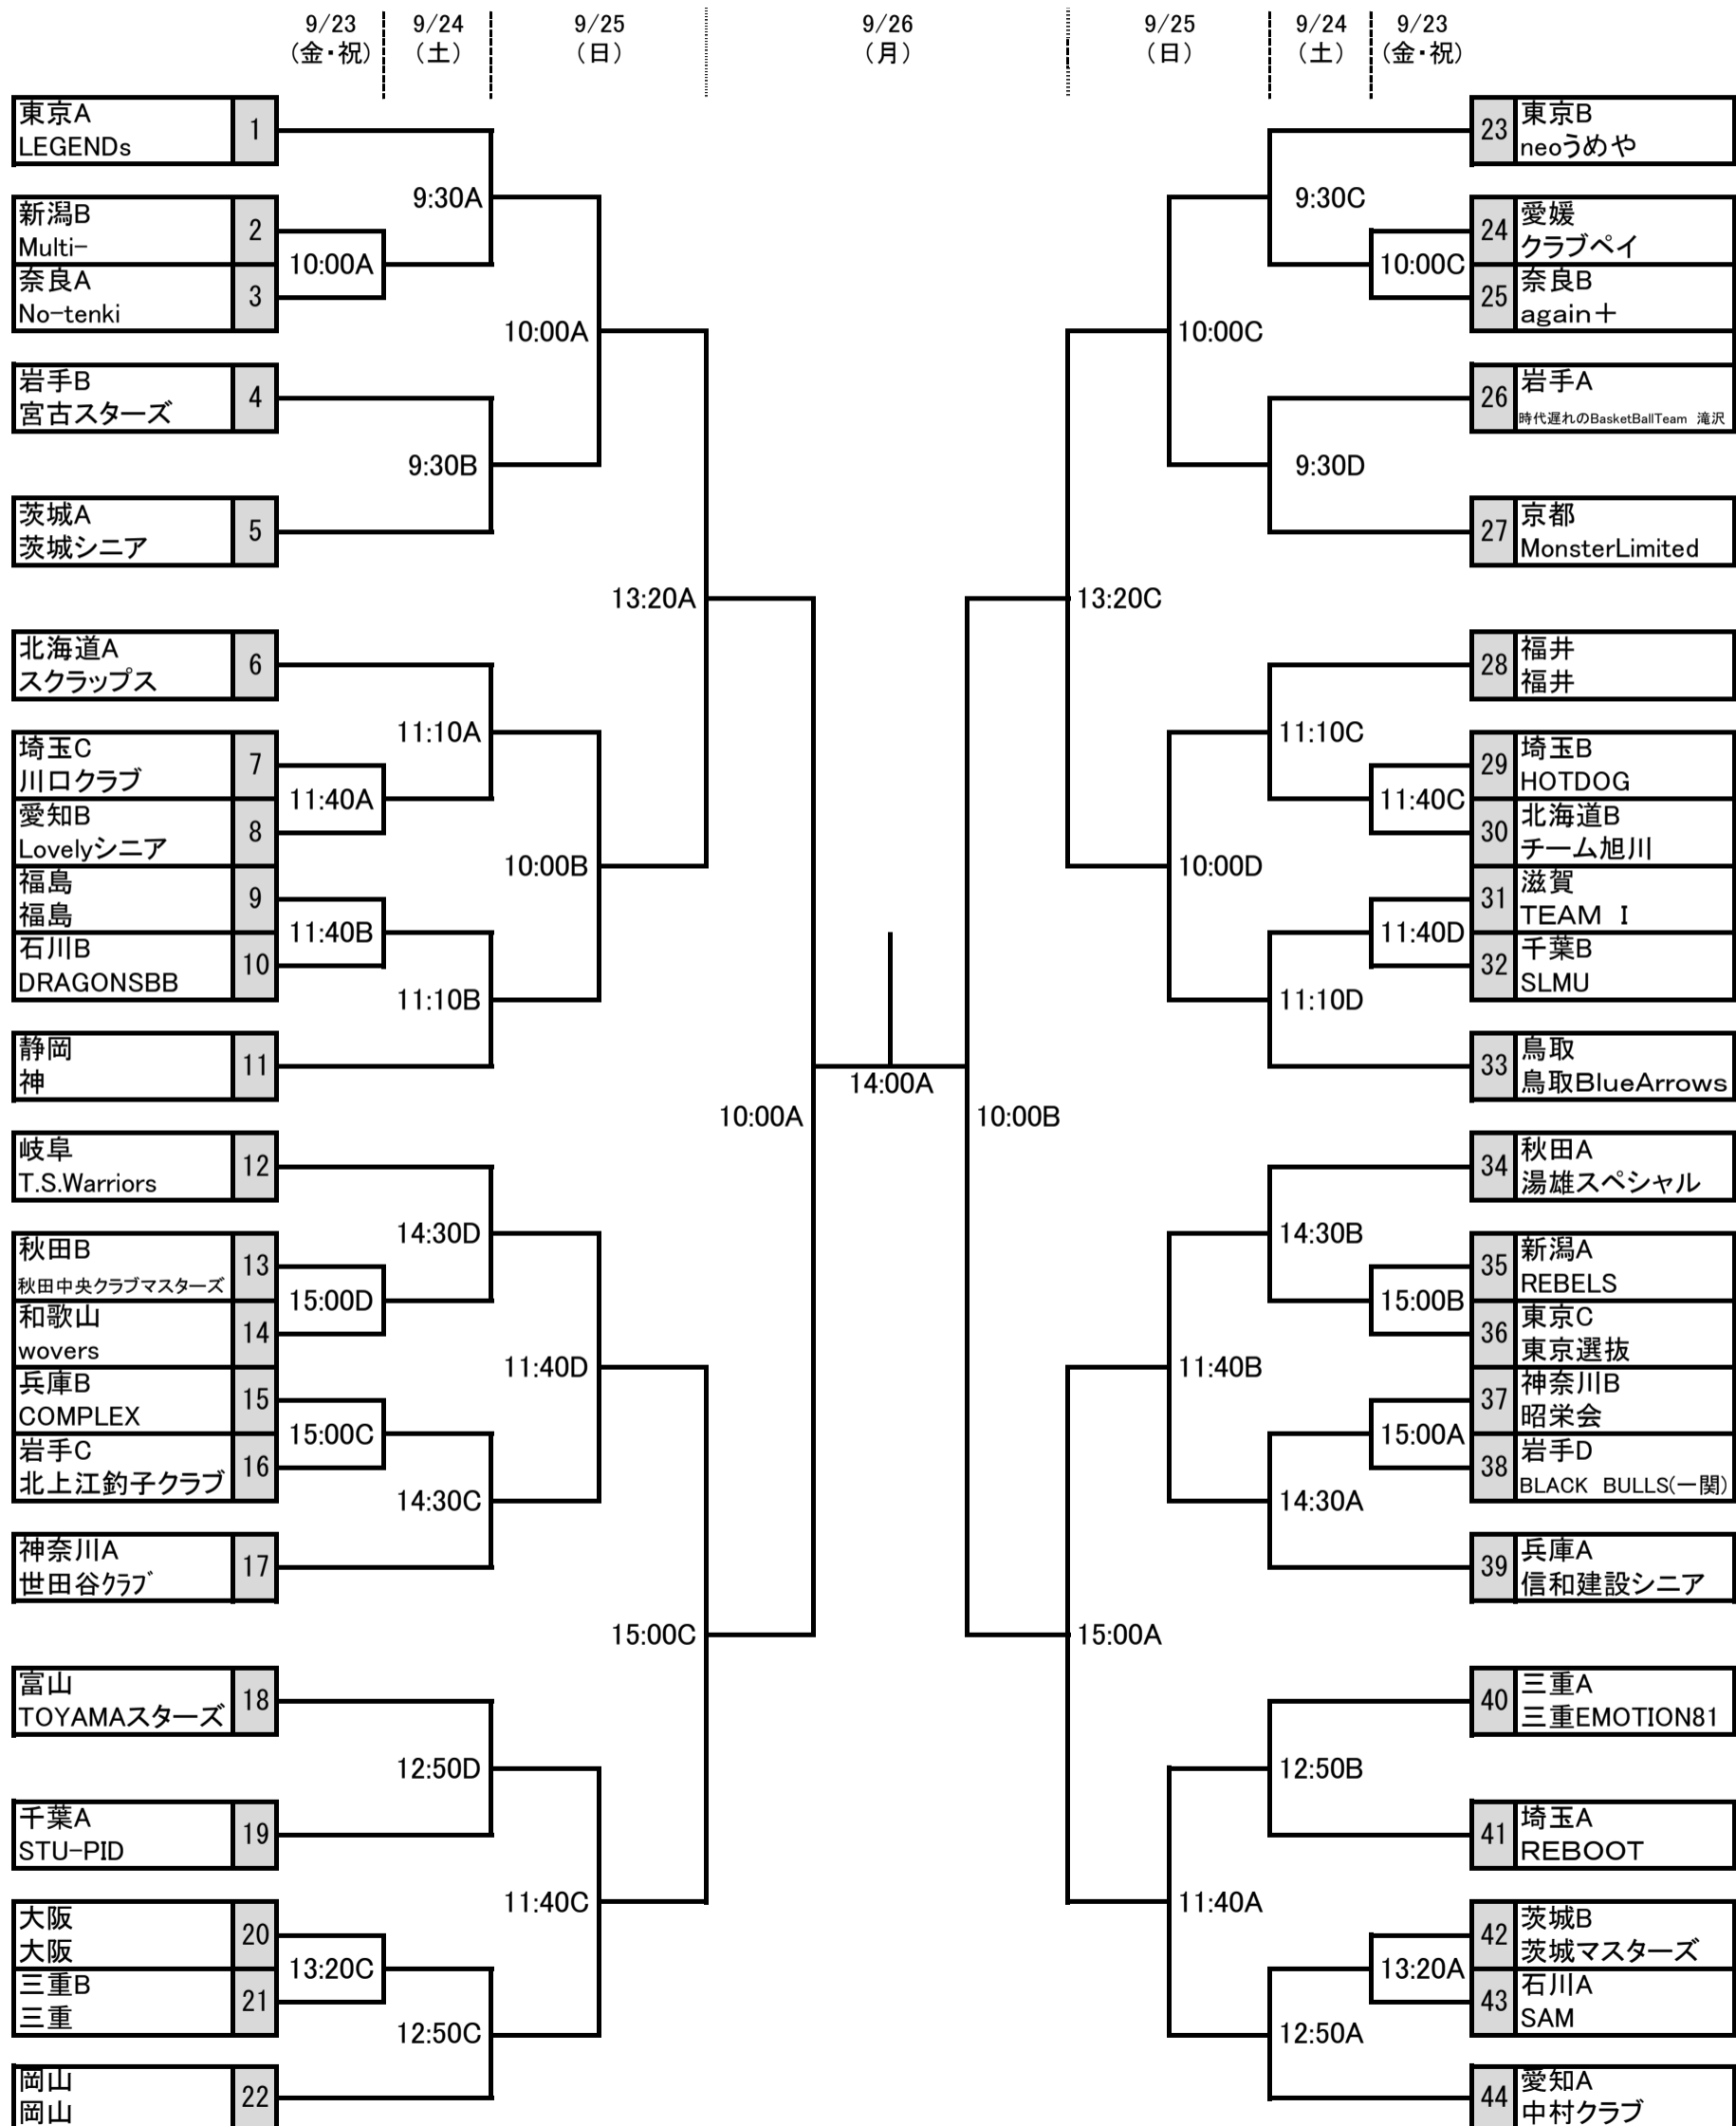 9/23 9/24 9/25 9/26 9/25 9/24 9/23
(金・祝) (土) (日) (月) (日) (土) (金・祝)
東京A
LEGENDs
1
新潟B
Multi-
2
奈良A
No-tenki
3
岩手B
宮古スターズ
4
茨城A
茨城シニア
5
北海道A
スクラップス
6
埼玉C
川口クラブ
7
愛知B
Lovelyシニア
8
福島
福島
9
石川B
DRAGONSBB
10
静岡
神
11
岐阜
T.S.Warriors
12
秋田B
秋田中央クラブマスターズ
13
和歌山
wovers
14
兵庫B
COMPLEX
15
岩手C
北上江釣子クラブ
16
神奈川A
世田谷クラブ
17
富山
TOYAMAスターズ
18
千葉A
STU-PID
19
大阪
大阪
20
三重B
三重
21
岡山
岡山
22
10:00A
11:40A
11:40B
15:00D
15:00C
13:20C
9:30A
9:30B
11:10A
11:10B
14:30D
14:30C
12:50D
12:50C
10:00A
10:00B
11:40D
11:40C
13:20A
15:00C
10:00A
14:00A
10:00B
13:20C
15:00A
10:00C
10:00D
11:40B
11:40A
9:30C
9:30D
11:10C
11:10D
14:30B
14:30A
12:50B
12:50A
10:00C
11:40C
11:40D
15:00B
15:00A
13:20A
23
東京B
neoうめや
24
愛媛
クラブペイ
25
奈良B
again＋
26
岩手A
時代遅れのBasketBallTeam 滝沢
27
京都
MonsterLimited
28
福井
福井
29
埼玉B
HOTDOG
30
北海道B
チーム旭川
31
滋賀
TEAM I
32
千葉B
SLMU
33
鳥取
鳥取BlueArrows
34
秋田A
湯雄スペシャル
35
新潟A
REBELS
36
東京C
東京選抜
37
神奈川B
昭栄会
38
岩手D
BLACK BULLS(一関)
39
兵庫A
信和建設シニア
40
三重A
三重EMOTION81
41
埼玉A
REBOOT
42
茨城B
茨城マスターズ
43
石川A
SAM
44
愛知A
中村クラブ